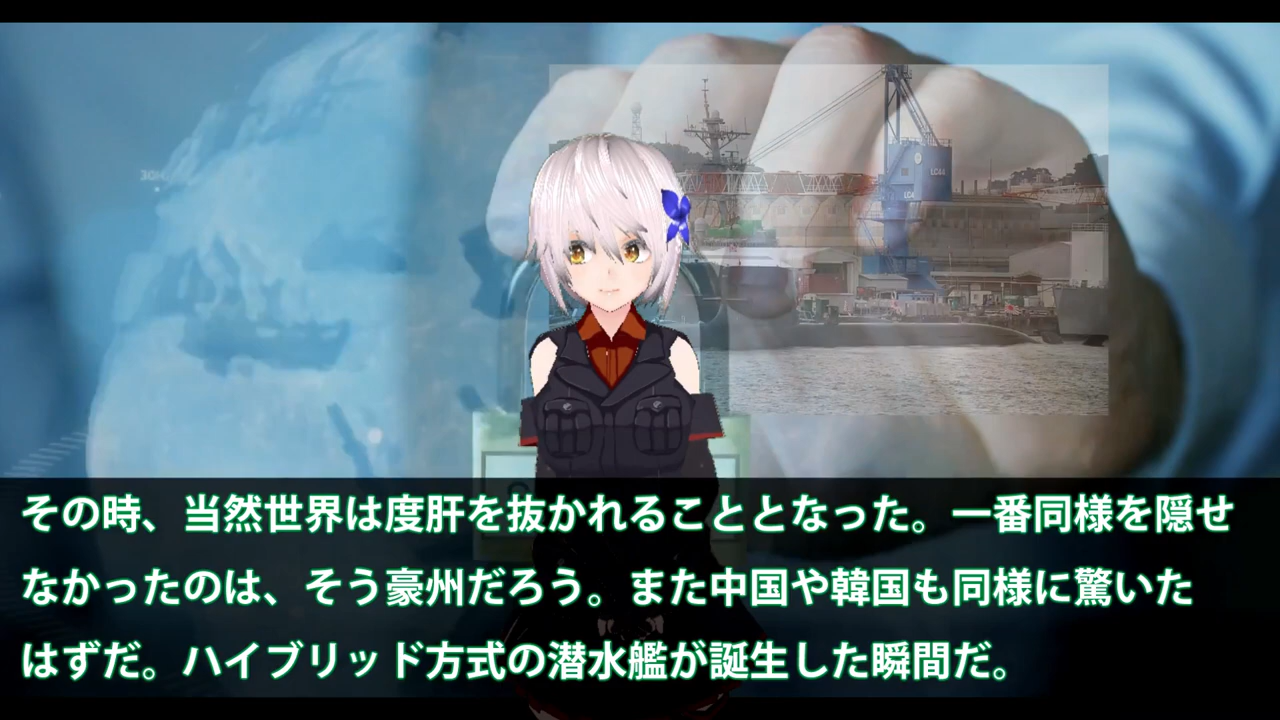 その時、当然世界は度肝を抜かれることとなった。一番同様を隠せ
なかったのは、そう豪州だろう。また中国や韓国も同様に驚いた
はずだ。ハイブリッド方式の潜水艦が誕生した瞬間だ。